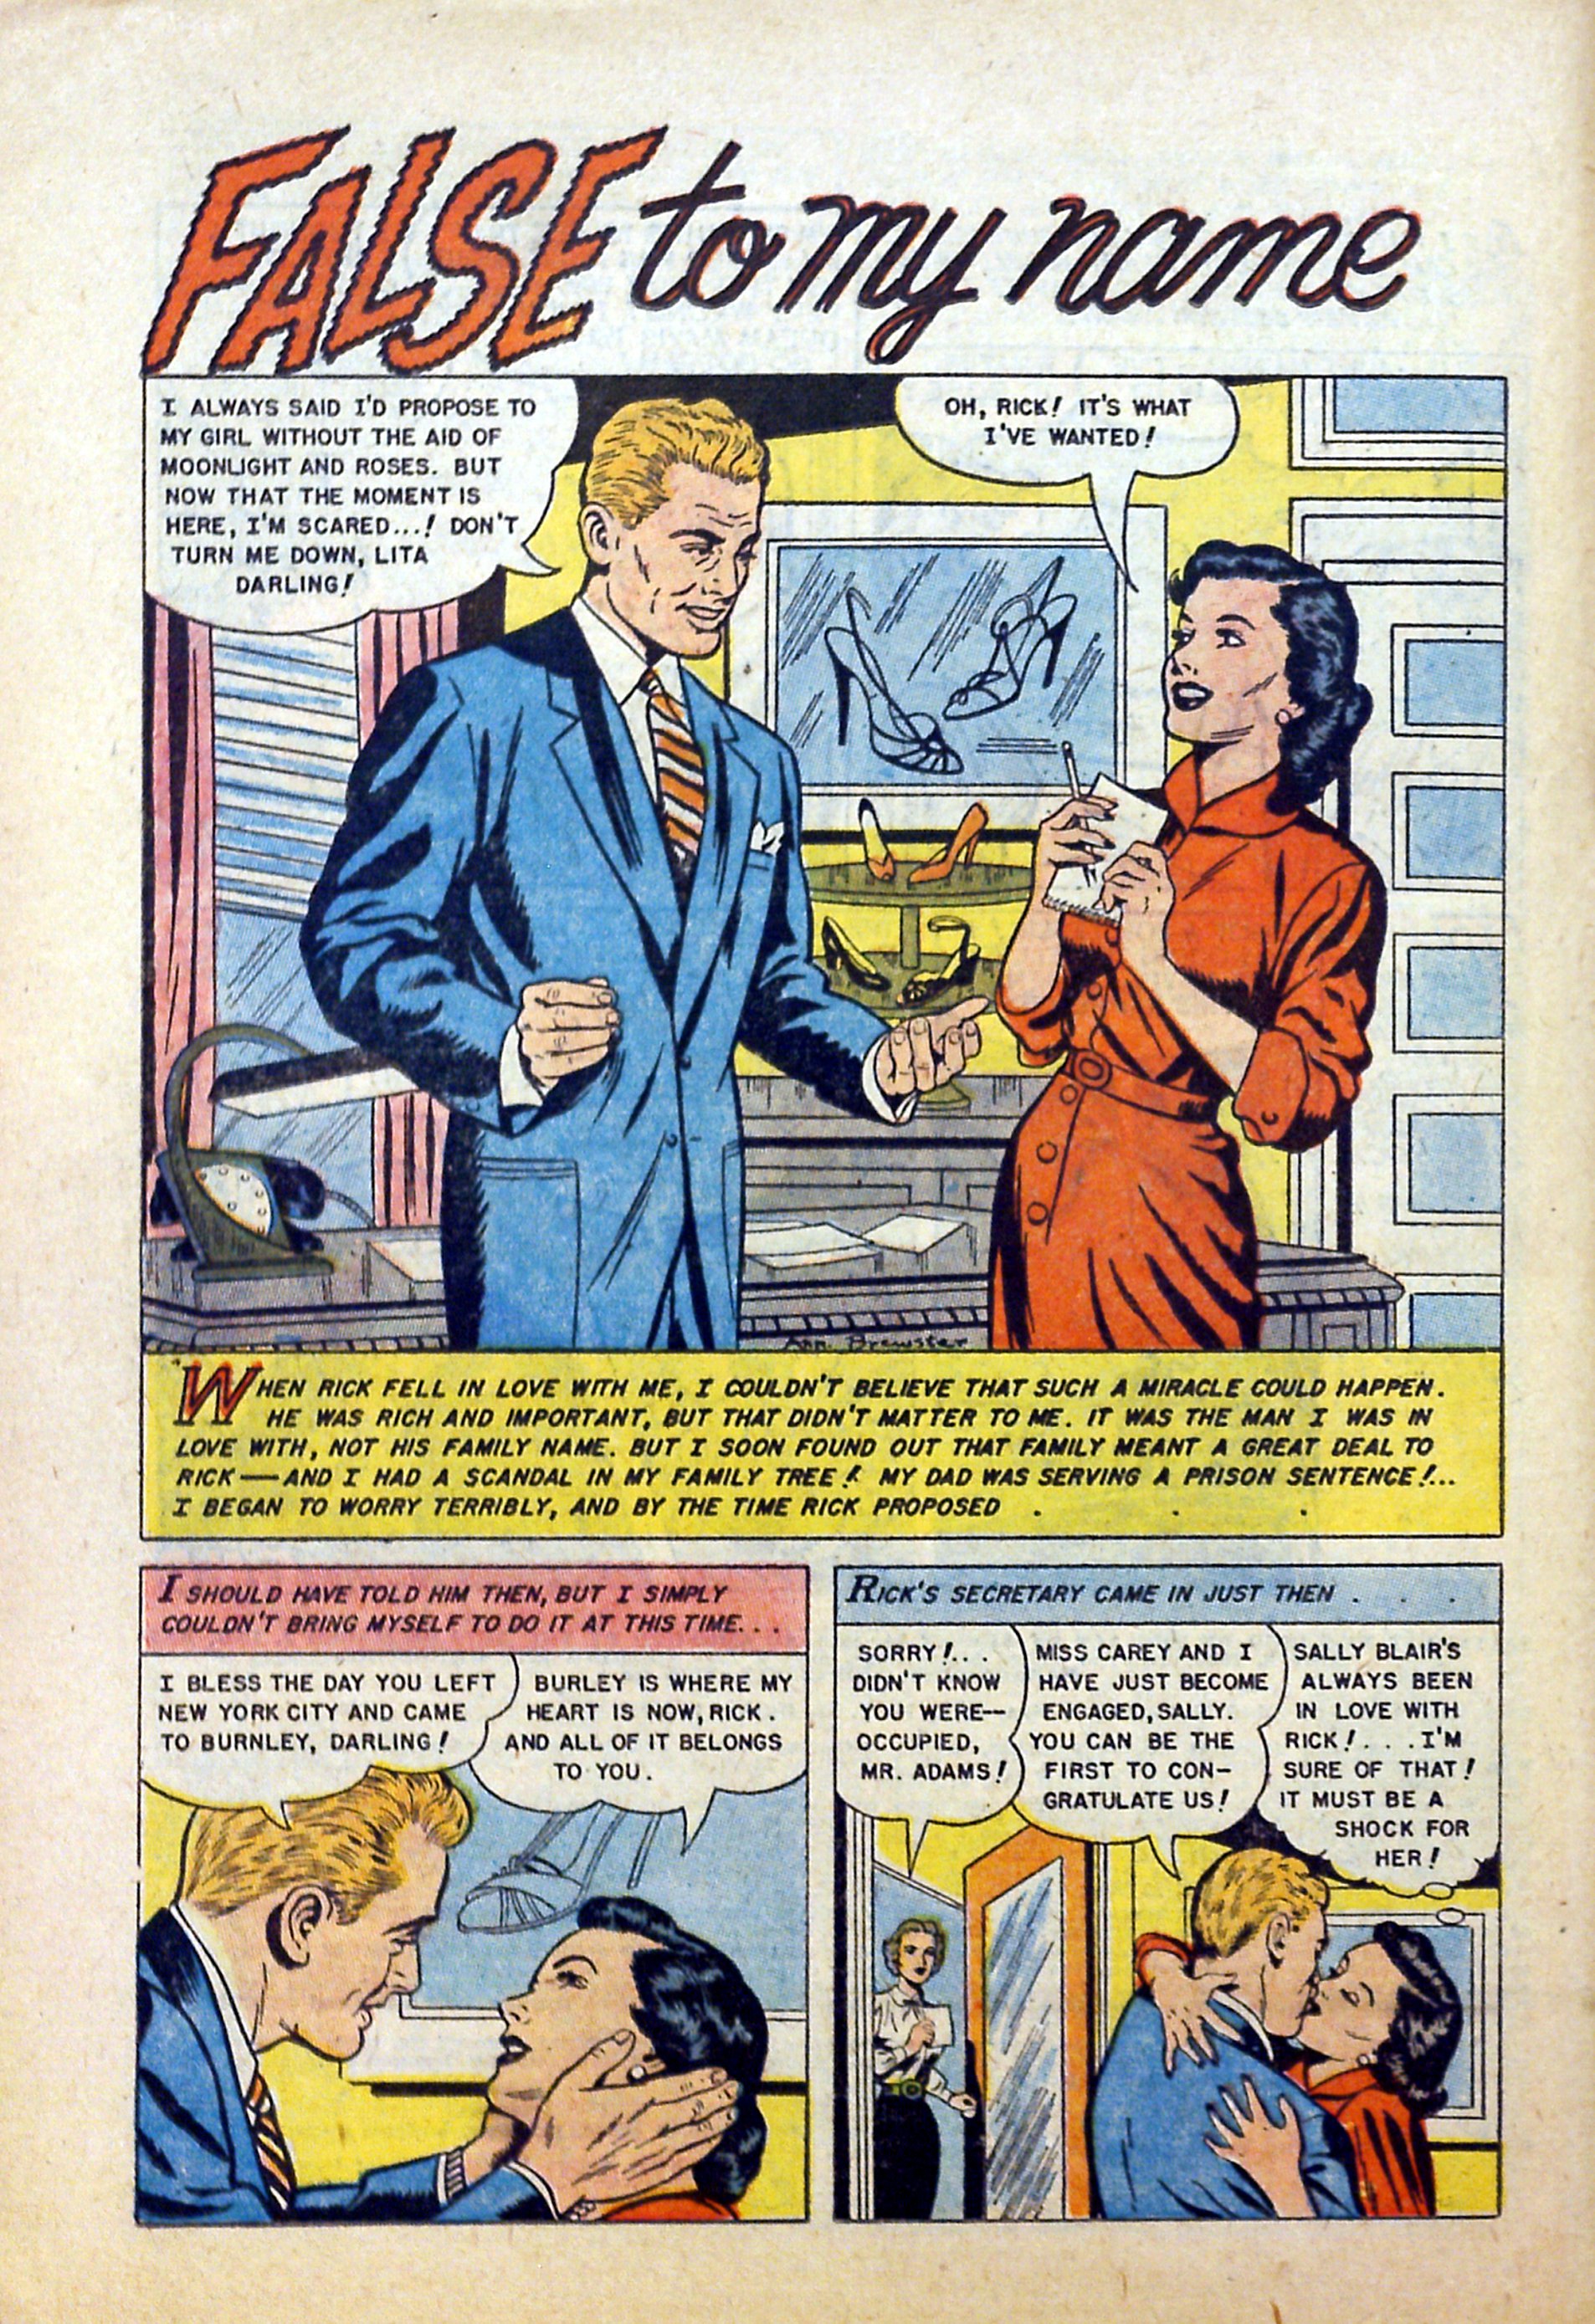 FALSE to my name
I ALWAYS SAID I'D PROPOSE TO
MY GIRL WITHOUT THE AID OF
MOONLIGHT AND ROSES. BUT
NOW THAT THE MOMENT IS
HERE, I'M SCARED...! DON'T
TURN ME DOWN, LITA
DARLING!
OH, RICK! IT'S WHAT
I'VE WANTED!
Ann Brewster
"WHEN RICK FELL IN LOVE WITH ME, I COULDN'T BELIEVE THAT SUCH A MIRACLE COULD HAPPEN.
HE WAS RICH AND IMPORTANT, BUT THAT DIDN'T MATTER TO ME. IT WAS THE MAN I WAS IN
LOVE WITH, NOT HIS FAMILY NAME. BUT I SOON FOUND OUT THAT FAMILY MEANT A GREAT DEAL TO
RICK—AND I HAD A SCANDAL IN MY FAMILY TREE! MY DAD WAS SERVING A PRISON SENTENCE!...
I BEGAN TO WORRY TERRIBLY, AND BY THE TIME RICK PROPOSED . . .
I SHOULD HAVE TOLD HIM THEN, BUT I SIMPLY
COULDN'T BRING MYSELF TO DO IT AT THIS TIME...
I BLESS THE DAY YOU LEFT
NEW YORK CITY AND CAME
TO BURNLEY, DARLING!
BURLEY IS WHERE MY
HEART IS NOW, RICK.
AND ALL OF IT BELONGS
TO YOU.
RICK'S SECRETARY CAME IN JUST THEN . . .
SORRY!...
DIDN'T KNOW
YOU WERE--
OCCUPIED,
MR. ADAMS!
MISS CAREY AND I
HAVE JUST BECOME
ENGAGED, SALLY.
YOU CAN BE THE
FIRST TO CON-
GRATULATE US!
SALLY BLAIR'S
ALWAYS BEEN
IN LOVE WITH
RICK!...I'M
SURE OF THAT!
IT MUST BE A
SHOCK FOR
HER!